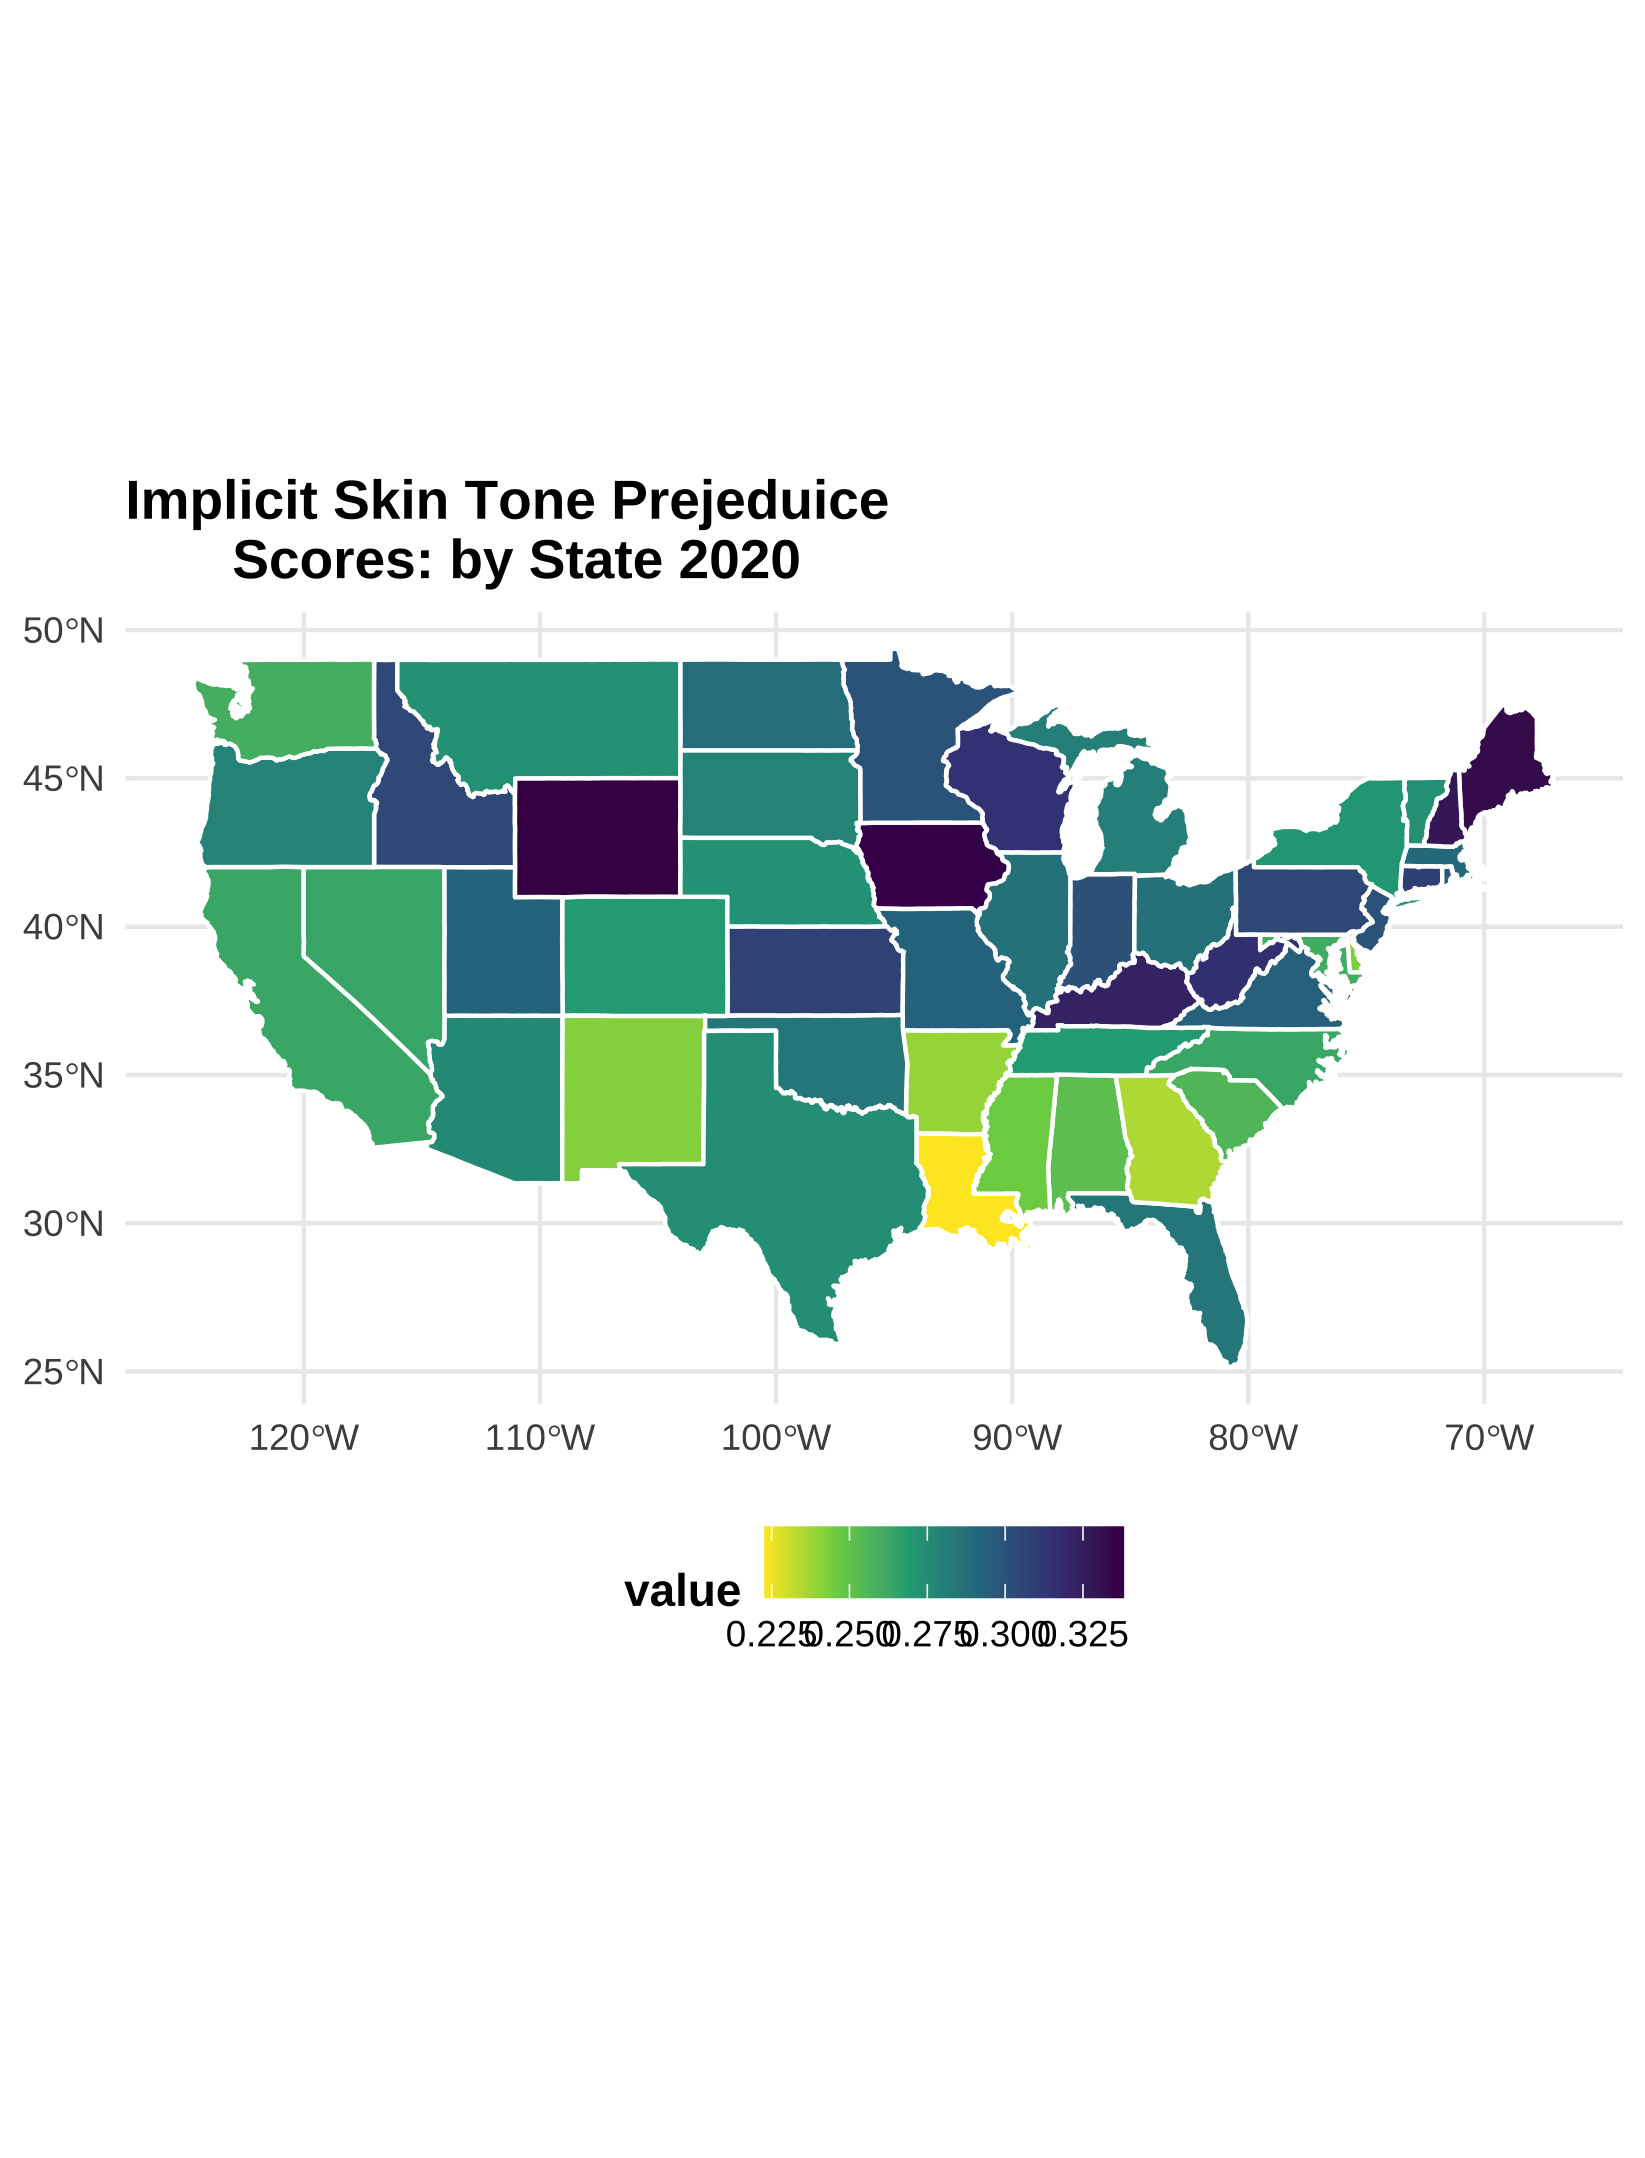 Implicit Skin Tone Prejeduice
Scores: by State 2020
50°N
45°N
40°N
35°N
30°N
25°N
120°W 110°W 100°W 90°W 80°W 70°W
value
0.225 0.250 0.275 0.300 0.325